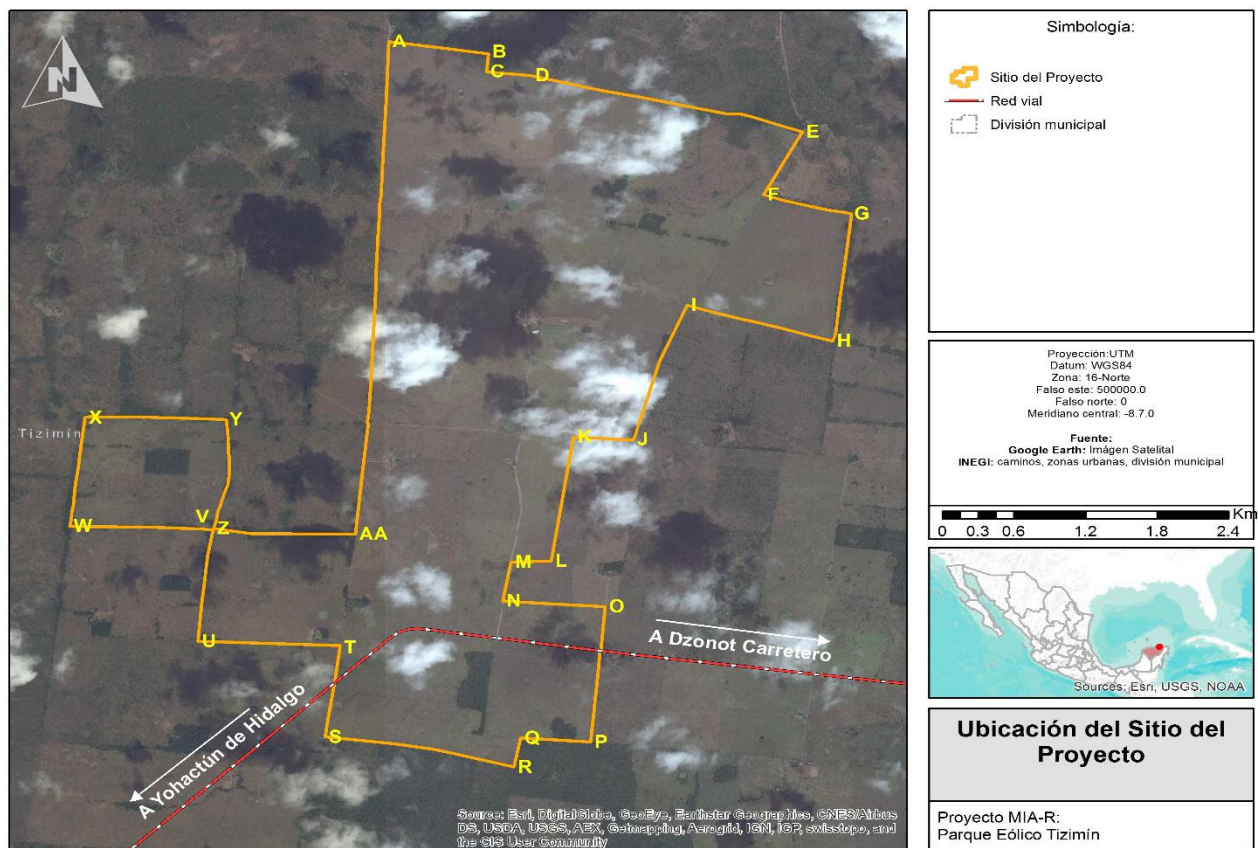 N
A
B
C
D
E
F
G
H
I
J
K
L
M
N
O
P
Q
R
S
T
U
V
W
X
Y
Z
AA
Tizimín
A Dzonot Carretero
A Yohactún de Hidalgo
Source: Esri, DigitalGlobe, GeoEye, Earthstar Geographics, CNES/Airbus
DS, USDA, USGS, AEX, Getmapping, Aerogrid, IGN, IGP, swisstopo, and
the GIS User Community
Simbología:
Sitio del Proyecto
Red vial
División municipal
Proyección:UTM
Datum: WGS84
Zona: 16-Norte
Falso este: 500000.0
Falso norte: 0
Meridiano central: -8.7.0
Fuente:
Google Earth: Imágen Satelital
INEGI: caminos, zonas urbanas, división municipal
Km
0 0.3 0.6 1.2 1.8 2.4
Sources: Esri, USGS, NOAA
Ubicación del Sitio del
Proyecto
Proyecto MIA-R:
Parque Eólico Tizimín